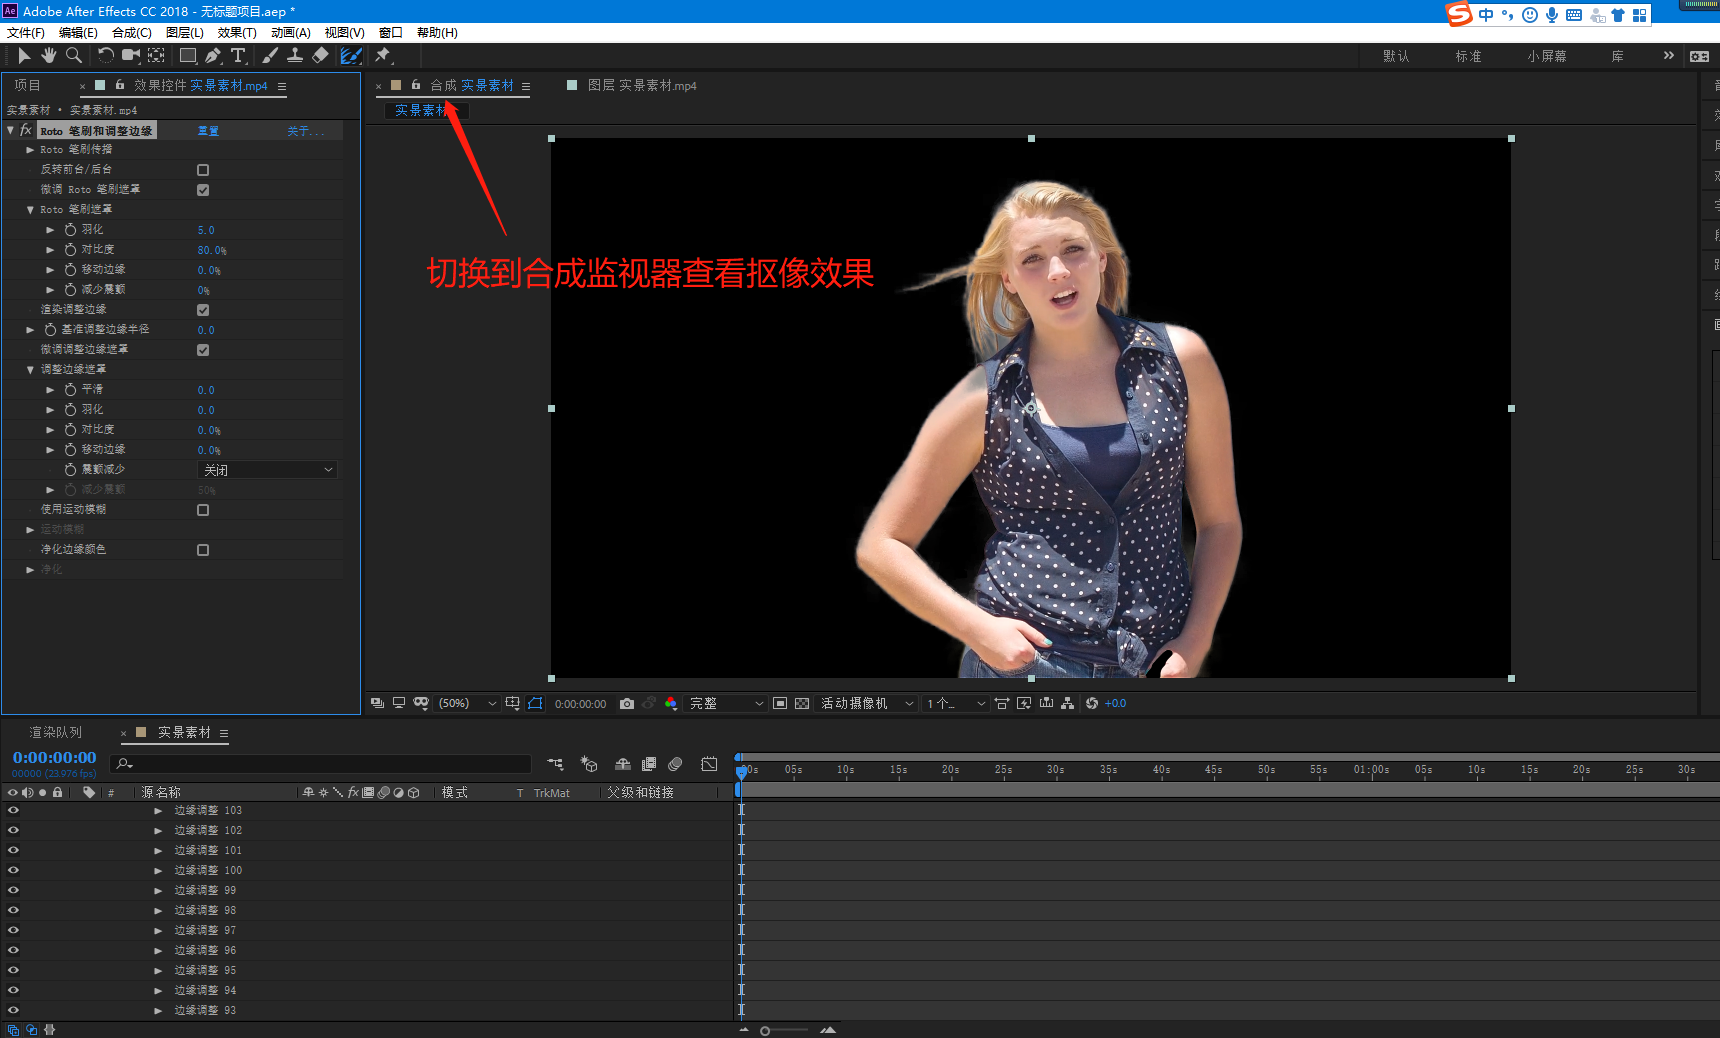 Ae Adobe After Effects CC 2018 - 无标题项目.aep *
中
文件(F) 编辑(E) 合成(C) 图层(L) 效果(T) 动画(A) 视图(V) 窗口 帮助(H)
默认 标准 小屏幕 库 »
项目 × 效果控件 实景素材.mp4
× 合成 实景素材 图层 实景素材.mp4
实景素材 • 实景素材.mp4
实景素材
fx Roto 笔刷和调整边缘 重置 关于...
Roto 笔刷传播
反转前台/后台
微调 Roto 笔刷遮罩
Roto 笔刷遮罩
羽化 5.0
对比度 80.0%
移动边缘 0.0%
减少震颤 0%
渲染调整边缘
基准调整边缘半径 0.0
微调调整边缘遮罩
调整边缘遮罩
平滑 0.0
羽化 0.0
对比度 0.0%
移动边缘 0.0%
震颤减少 关闭
减少震颤 50%
使用运动模糊
运动模糊
净化边缘颜色
净化
切换到合成监视器查看抠像效果
(50%) 0:00:00:00 完整 活动摄像机 1 个... +0.0
渲染队列 × 实景素材
0:00:00:00
00000 (23.976 fps)
00s 05s 10s 15s 20s 25s 30s 35s 40s 45s 50s 55s 01:00s 05s 10s 15s 20s 25s 30s
# 源名称 fx 模式 T TrkMat 父级和链接
边缘调整 103
边缘调整 102
边缘调整 101
边缘调整 100
边缘调整 99
边缘调整 98
边缘调整 97
边缘调整 96
边缘调整 95
边缘调整 94
边缘调整 93